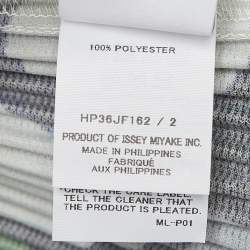 100% POLYESTER
HP36JF162 / 2
PRODUCT OF ISSEY MIYAKE INC.
MADE IN PHILIPPINES
FABRIQUÉ
AUX PHILIPPINES
CHECK THE CARE LABEL.
TELL THE CLEANER THAT
THE PRODUCT IS PLEATED.
ML-P01